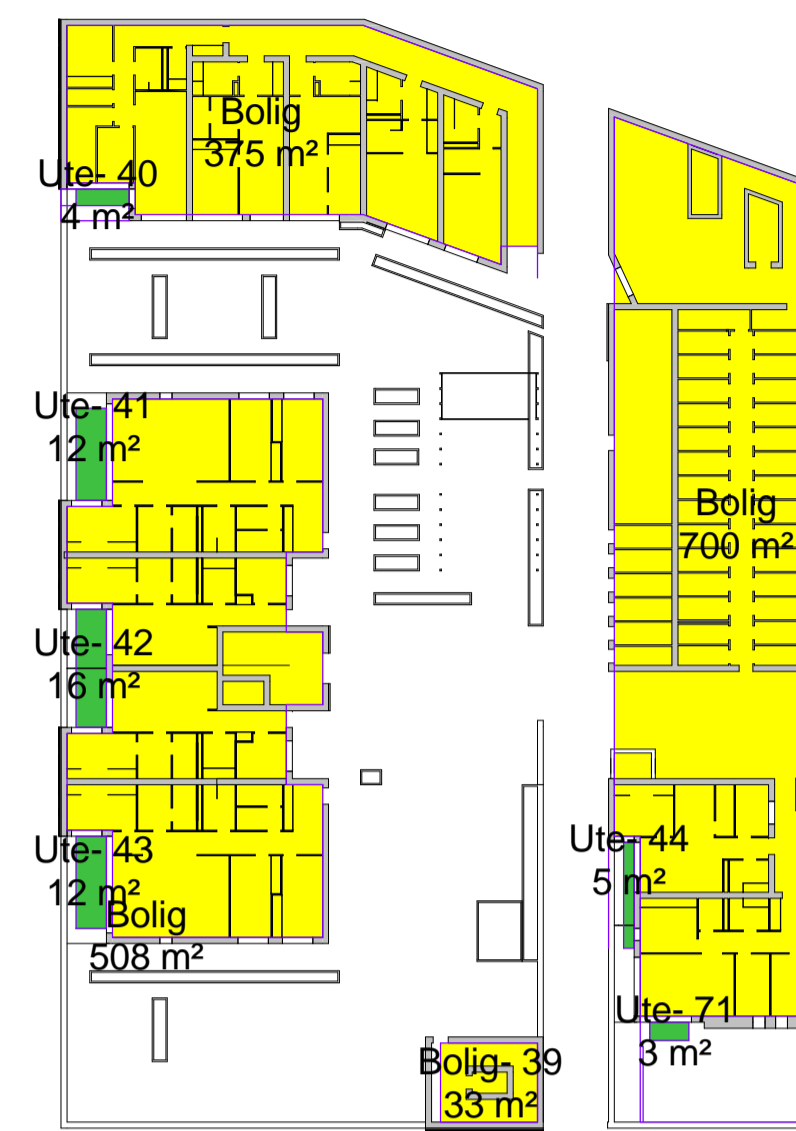 Bolig
375 m²
Ute- 40
4 m²
Ute- 41
12 m²
Bolig
700 m²
Ute- 42
16 m²
Ute- 43
12 m²
Ute- 44
5 m²
Bolig
508 m²
Ute- 71
3 m²
Bolig- 39
33 m²